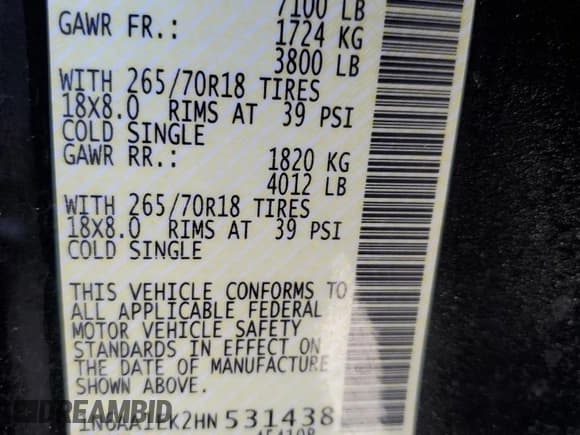 7100 LB
GAWR FR.: 1724 KG
3800 LB
WITH 265/70R18 TIRES
18X8.0 RIMS AT 39 PSI
COLD SINGLE
GAWR RR.: 1820 KG
4012 LB
WITH 265/70R18 TIRES
18X8.0 RIMS AT 39 PSI
COLD SINGLE
THIS VEHICLE CONFORMS TO
ALL APPLICABLE FEDERAL
MOTOR VEHICLE SAFETY
STANDARDS IN EFFECT ON
THE DATE OF MANUFACTURE
SHOWN ABOVE.
1N6AA1EK2HN531438
DREAMBID